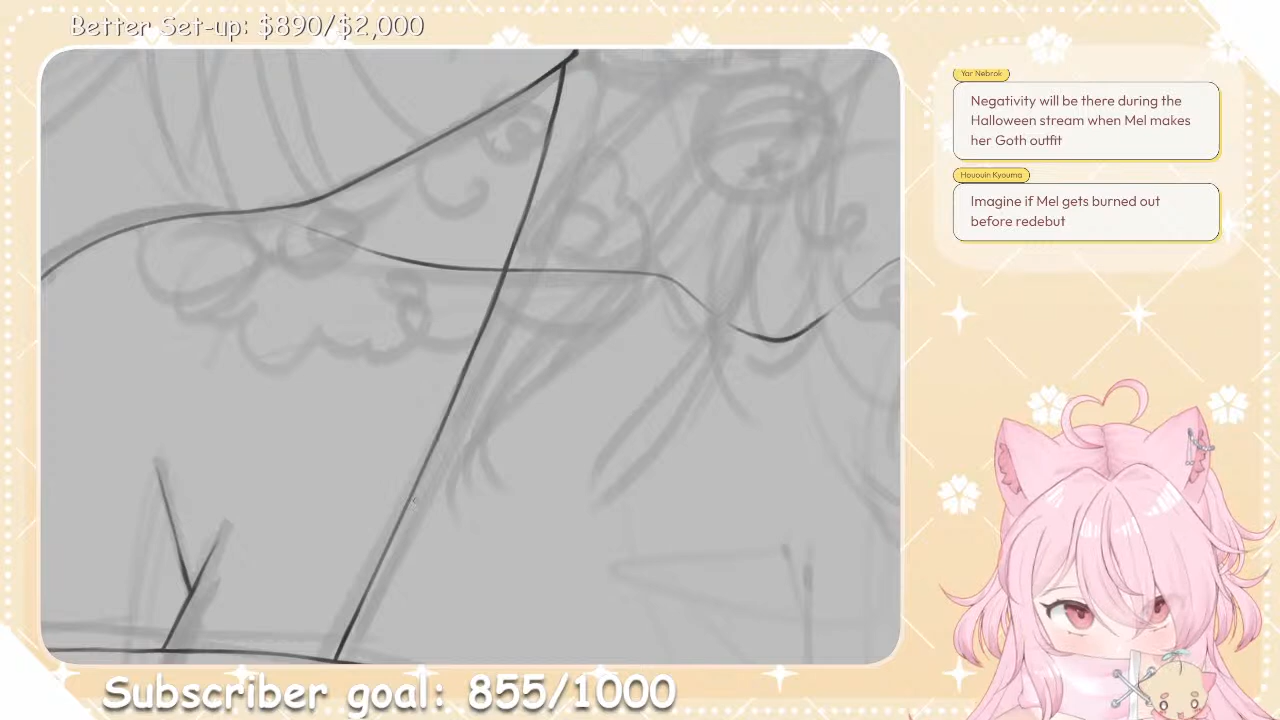 Better Set-up: $890/$2,000
Yar Nebrok
Negativity will be there during the
Halloween stream when Mel makes
her Goth outfit
Hououin Kyouma
Imagine if Mel gets burned out
before redebut
Subscriber goal: 855/1000